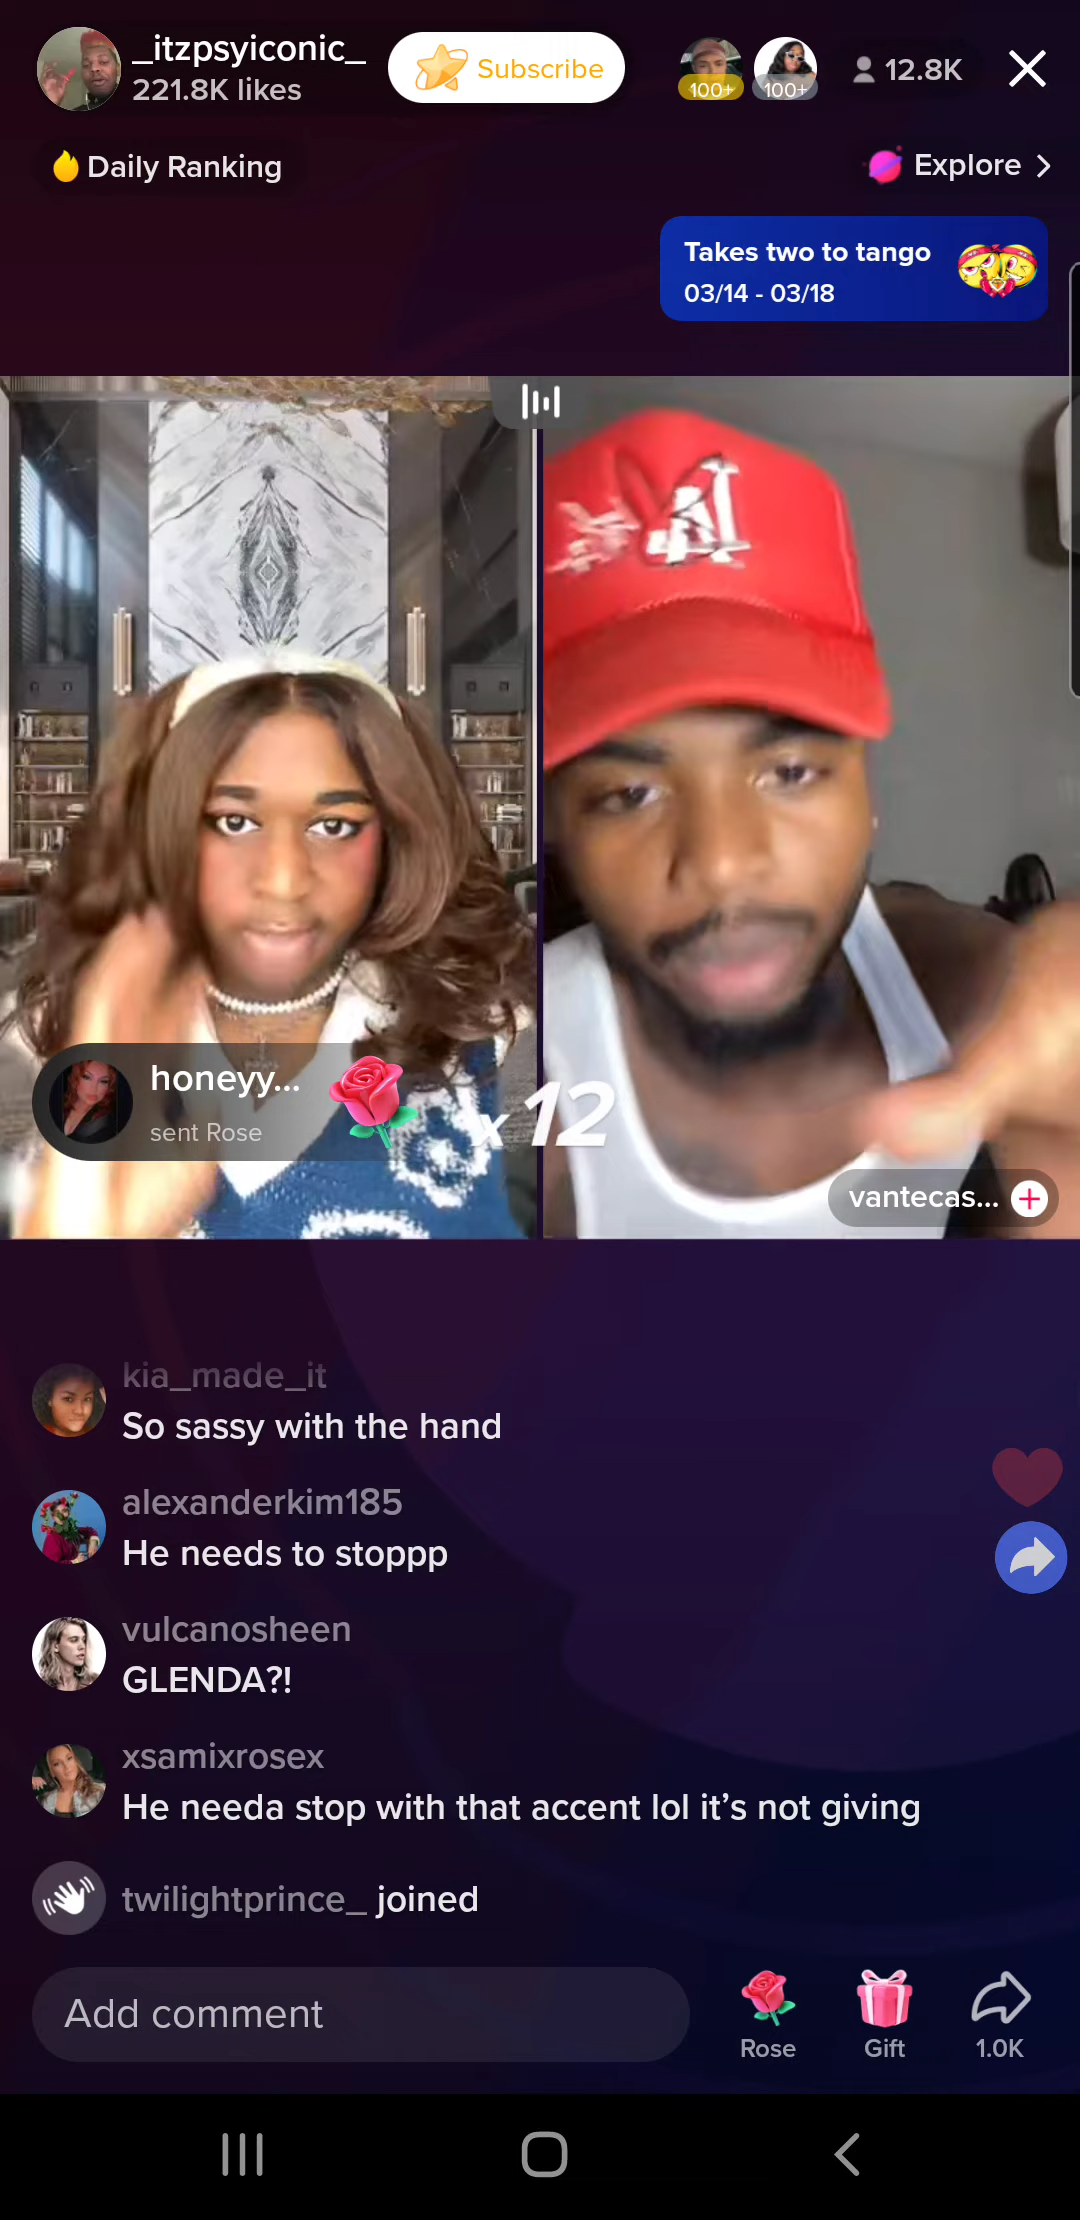 _itzpsyiconic_
221.8K likes
Subscribe
100+
100+
12.8K
Daily Ranking
Explore
Takes two to tango
03/14 - 03/18
honeyy...
sent Rose
x 12
vantecas...
kia_made_it
So sassy with the hand
alexanderkim185
He needs to stoppp
vulcanosheen
GLENDA?!
xsamixrosex
He needa stop with that accent lol it’s not giving
twilightprince_ joined
Add comment
Rose
Gift
1.0K